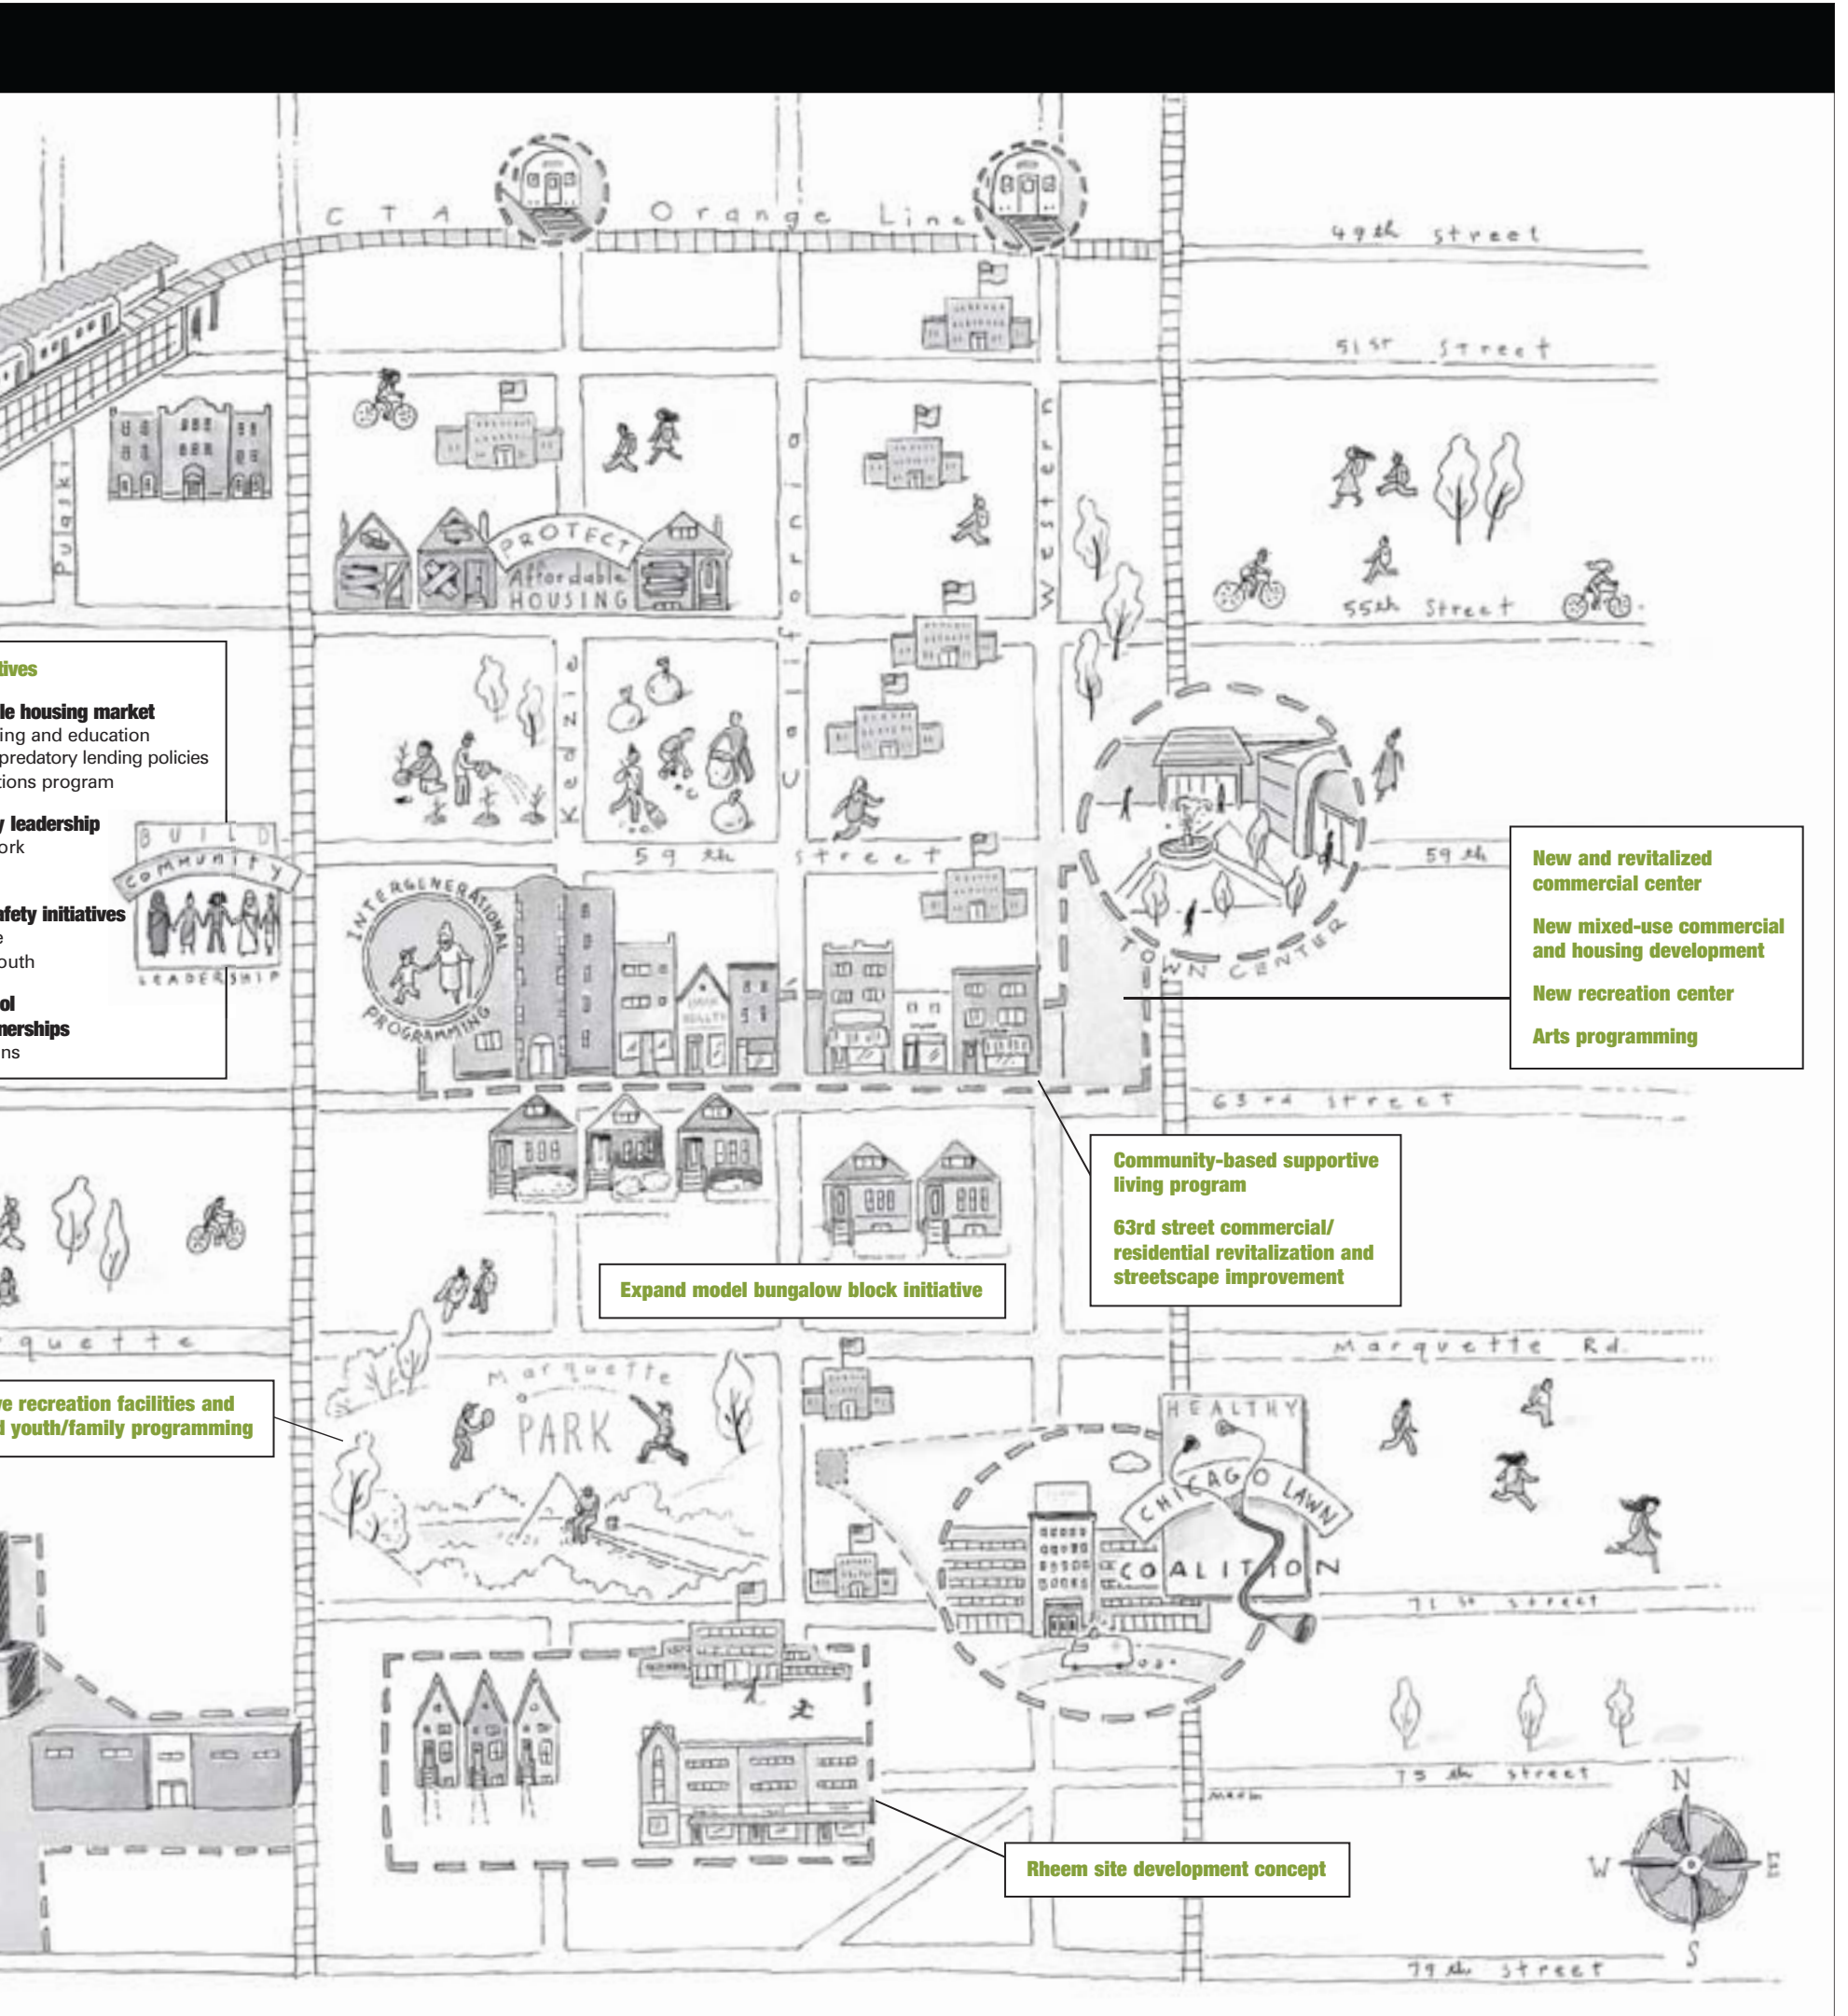 CTA Orange Line
49th Street
51st Street
Pulaski
California
Western
PROTECT
Affordable
HOUSING
55th Street
tives
le housing market
ing and education
predatory lending policies
tions program
y leadership
ork
afety initiatives
e
outh
ol
nerships
ns
BUILD
COMMUNITY
LEADERSHIP
Kedzie
59th Street
59th
INTERGENERATIONAL
PROGRAMMING
TOWN CENTER
New and revitalized
commercial center
New mixed-use commercial
and housing development
New recreation center
Arts programming
63rd Street
Community-based supportive
living program
63rd street commercial/
residential revitalization and
streetscape improvement
Expand model bungalow block initiative
quette
Marquette Rd.
ve recreation facilities and
d youth/family programming
Marquette
PARK
HEALTHY
CHICAGO LAWN
COALITION
71st street
75th street
Rheem site development concept
N
W
E
S
79th street